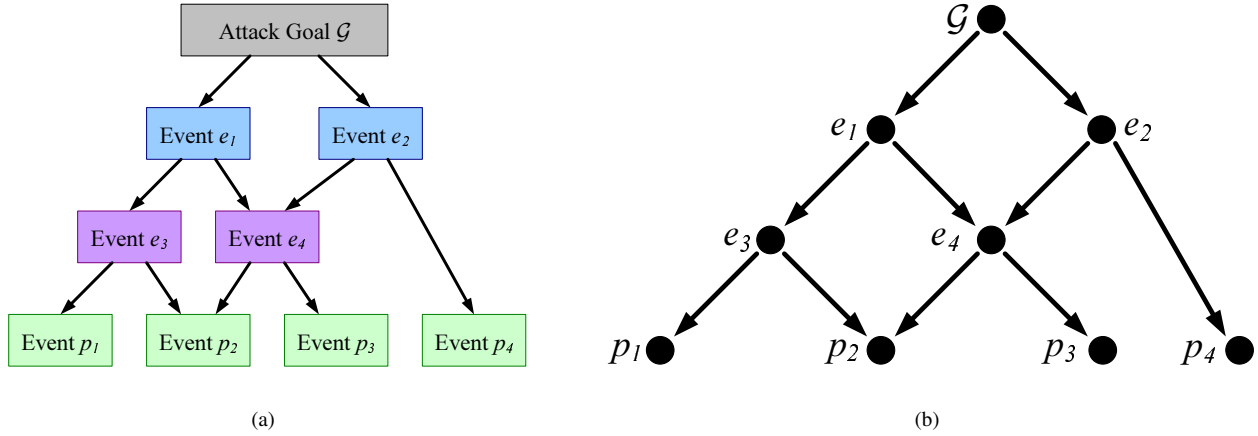 Attack Goal 𝒢
Event e1
Event e2
Event e3
Event e4
Event p1
Event p2
Event p3
Event p4
(a)
𝒢
e1
e2
e3
e4
p1
p2
p3
p4
(b)